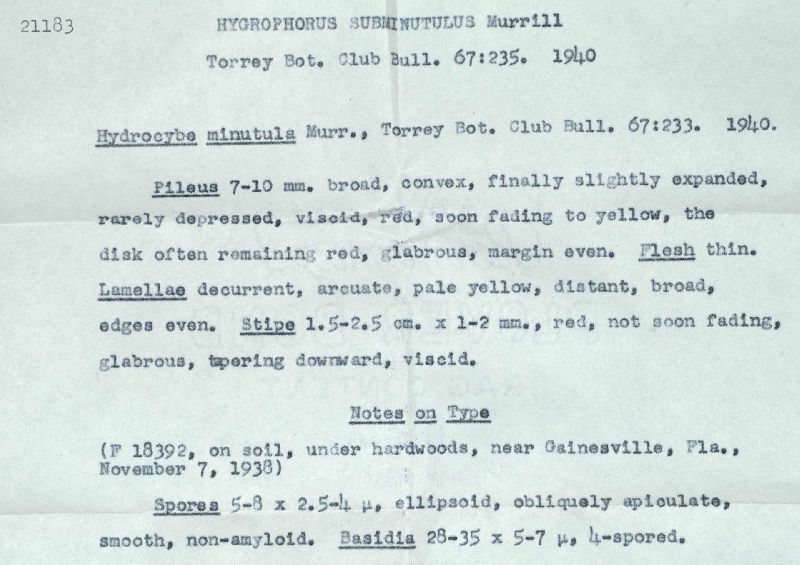 21183
HYGROPHORUS SUBMINUTULUS Murrill
Torrey Bot. Club Bull. 67:235. 1940
Hydrocybe minutula Murr., Torrey Bot. Club Bull. 67:233. 1940.
Pileus 7-10 mm. broad, convex, finally slightly expanded,
rarely depressed, viscid, red, soon fading to yellow, the
disk often remaining red, glabrous, margin even. Flesh thin.
Lamellae decurrent, arcuate, pale yellow, distant, broad,
edges even. Stipe 1.5-2.5 cm. x 1-2 mm., red, not soon fading,
glabrous, tapering downward, viscid.
Notes on Type
(F 18392, on soil, under hardwoods, near Gainesville, Fla.,
November 7, 1938)
Spores 5-8 x 2.5-4 µ, ellipsoid, obliquely apiculate,
smooth, non-amyloid. Basidia 28-35 x 5-7 µ, 4-spored.